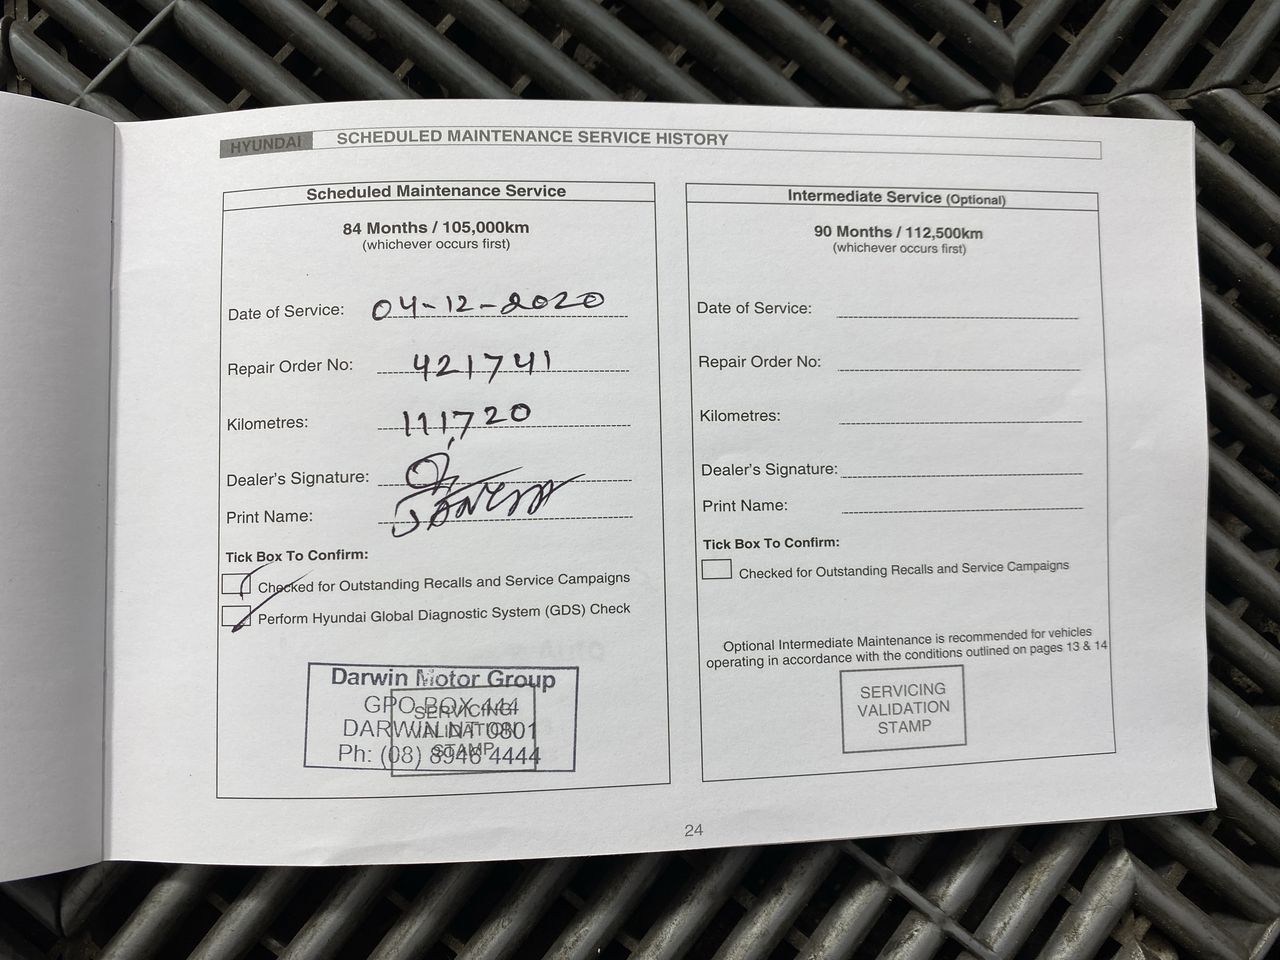 HYUNDAI SCHEDULED MAINTENANCE SERVICE HISTORY
Scheduled Maintenance Service
84 Months / 105,000km
(whichever occurs first)
Date of Service: 04-12-2020
Repair Order No: 421741
Kilometres: 111720
Dealer's Signature:
Print Name:
Tick Box To Confirm:
Checked for Outstanding Recalls and Service Campaigns
Perform Hyundai Global Diagnostic System (GDS) Check
Darwin Motor Group
GPO BOX 444
DARWIN NT 0801
Ph: (08) 8946 4444
SERVICING
VALIDATION
STAMP
Intermediate Service (Optional)
90 Months / 112,500km
(whichever occurs first)
Date of Service:
Repair Order No:
Kilometres:
Dealer's Signature:
Print Name:
Tick Box To Confirm:
Checked for Outstanding Recalls and Service Campaigns
Optional Intermediate Maintenance is recommended for vehicles
operating in accordance with the conditions outlined on pages 13 & 14
SERVICING
VALIDATION
STAMP
24